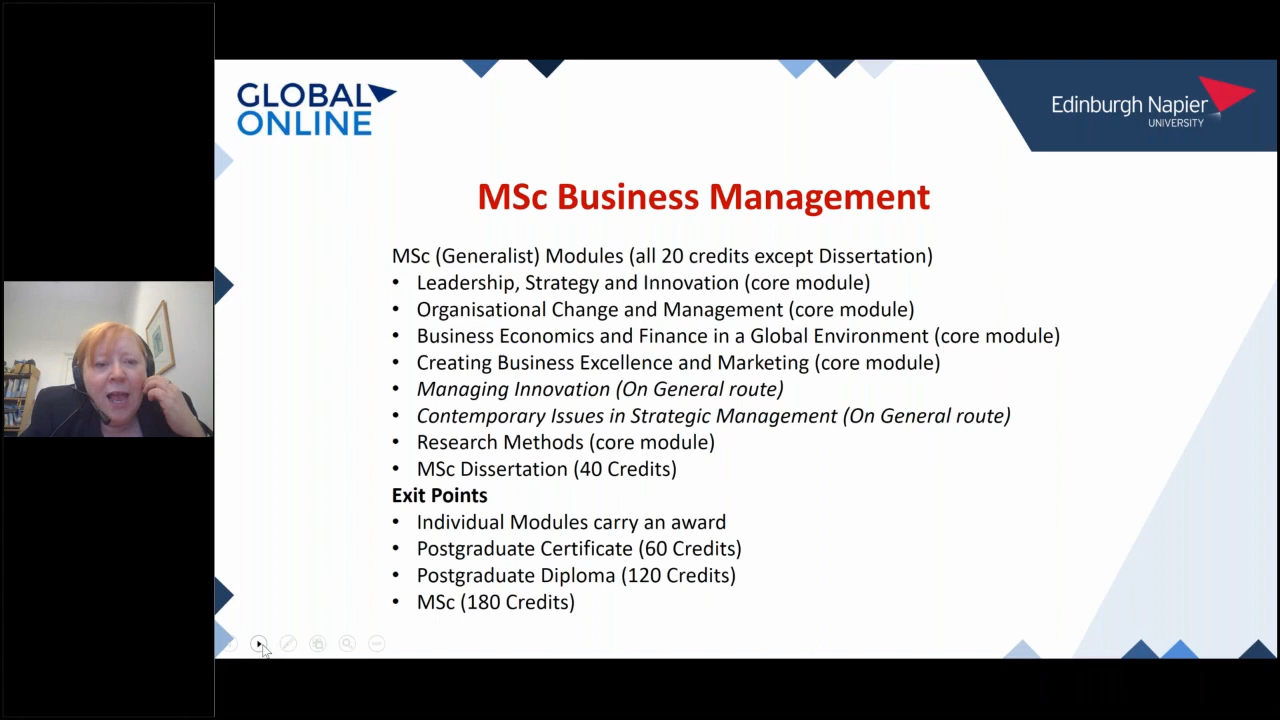 GLOBAL
ONLINE
Edinburgh Napier
UNIVERSITY
MSc Business Management
MSc (Generalist) Modules (all 20 credits except Dissertation)
• Leadership, Strategy and Innovation (core module)
• Organisational Change and Management (core module)
• Business Economics and Finance in a Global Environment (core module)
• Creating Business Excellence and Marketing (core module)
• Managing Innovation (On General route)
• Contemporary Issues in Strategic Management (On General route)
• Research Methods (core module)
• MSc Dissertation (40 Credits)
Exit Points
• Individual Modules carry an award
• Postgraduate Certificate (60 Credits)
• Postgraduate Diploma (120 Credits)
• MSc (180 Credits)